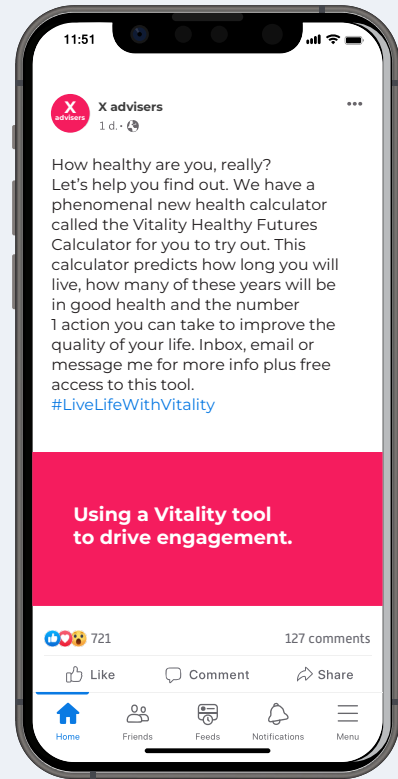 11:51
X
advisers
X advisers
1 d.
How healthy are you, really?
Let’s help you find out. We have a
phenomenal new health calculator
called the Vitality Healthy Futures
Calculator for you to try out. This
calculator predicts how long you will
live, how many of these years will be
in good health and the number
1 action you can take to improve the
quality of your life. Inbox, email or
message me for more info plus free
access to this tool.
#LiveLifeWithVitality
Using a Vitality tool
to drive engagement.
721 127 comments
Like Comment Share
Home Friends Feeds Notifications Menu